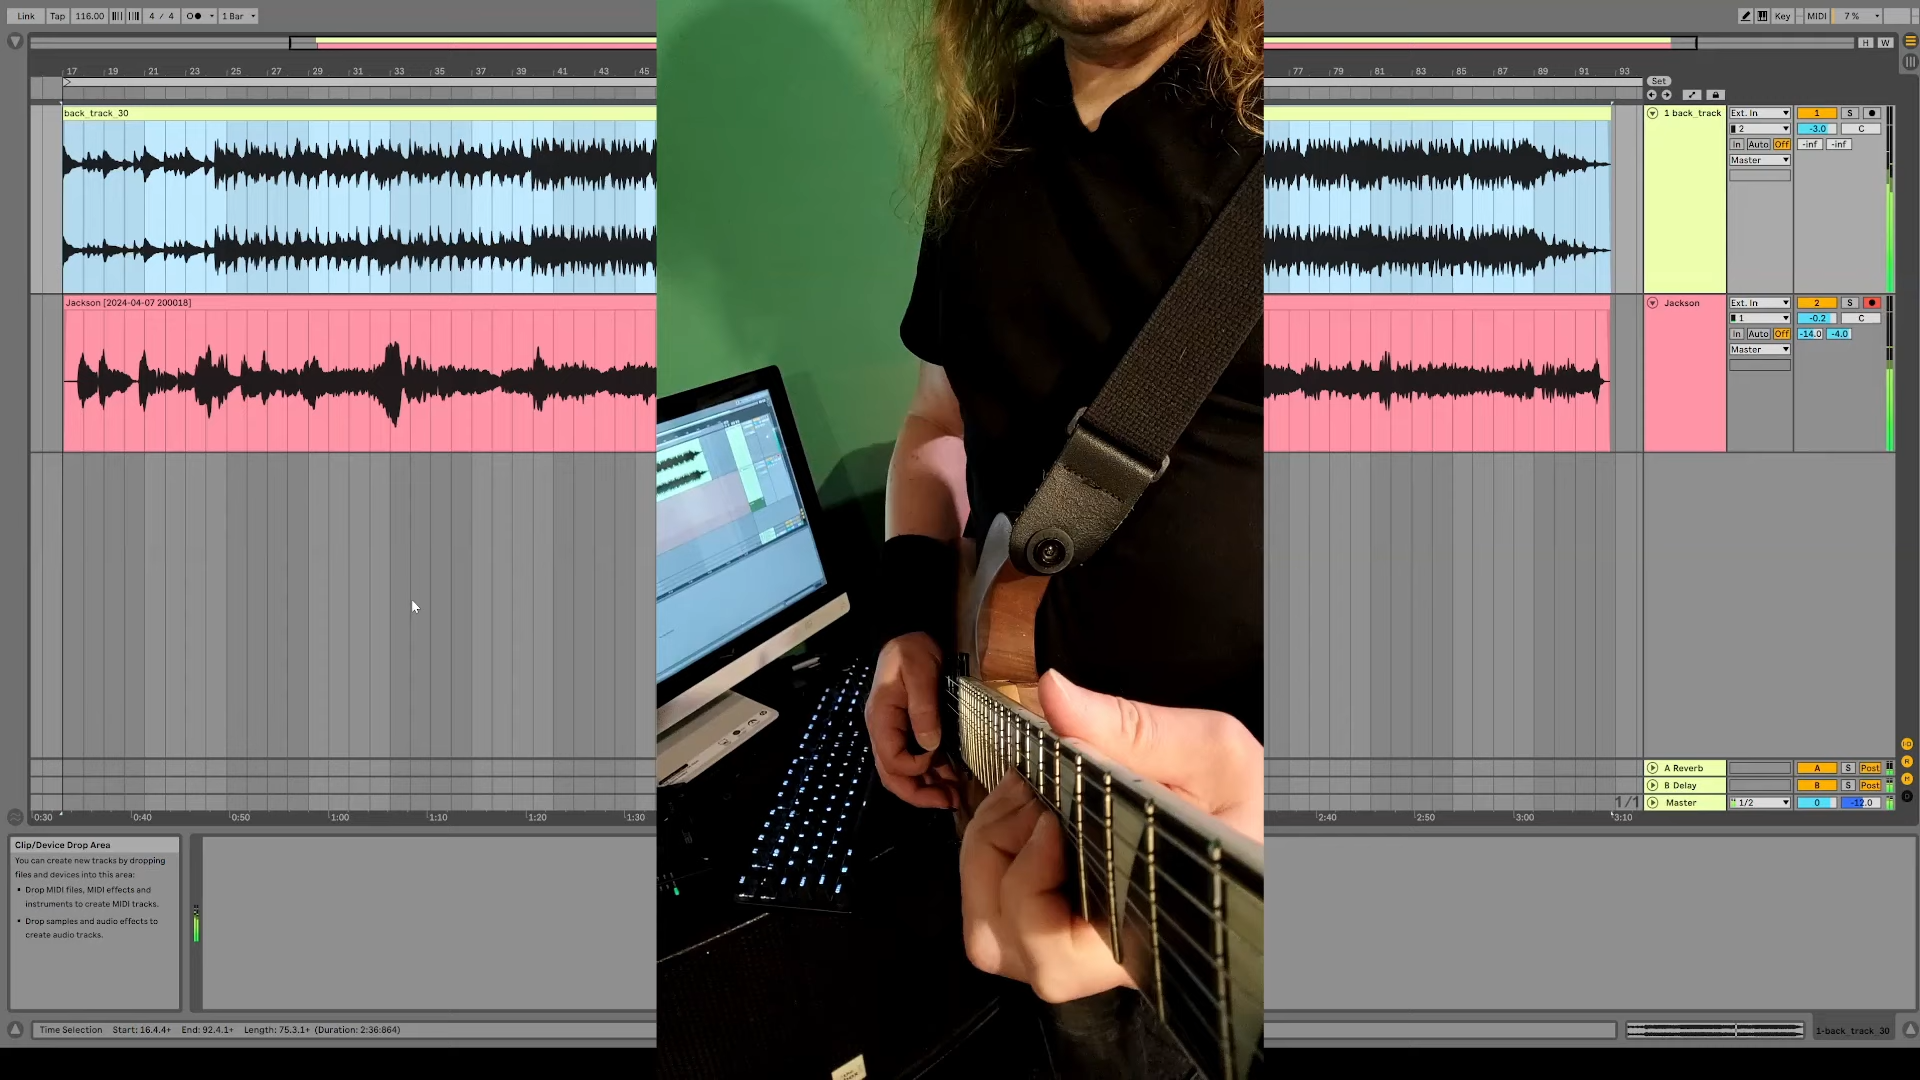 Link Tap 116.00 4 / 4 1 Bar Key MIDI 7 %
H W
17 19 21 23 25 27 29 31 33 35 37 39 41 43 45 77 79 81 83 85 87 89 91 93
Set
back_track_30
1 back_track Ext. In 1 S
2 -3.0 C
In Auto Off -inf -inf
Master
Jackson [2024-04-07 200018]
Jackson Ext. In 2 S
1 -0.2 C
In Auto Off -14.0 -4.0
Master
A Reverb A S Post
B Delay B S Post
1/1 Master 1/2 0 -12.0
0:30 0:40 0:50 1:00 1:10 1:20 1:30 2:40 2:50 3:00 3:10
Clip/Device Drop Area
You can create new tracks by dropping
files and devices into this area:
• Drop MIDI files, MIDI effects and
instruments to create MIDI tracks.
• Drop samples and audio effects to
create audio tracks.
Time Selection Start: 16.4.4+ End: 92.4.1+ Length: 75.3.1+ (Duration: 2:36:864)
1-back_track_30